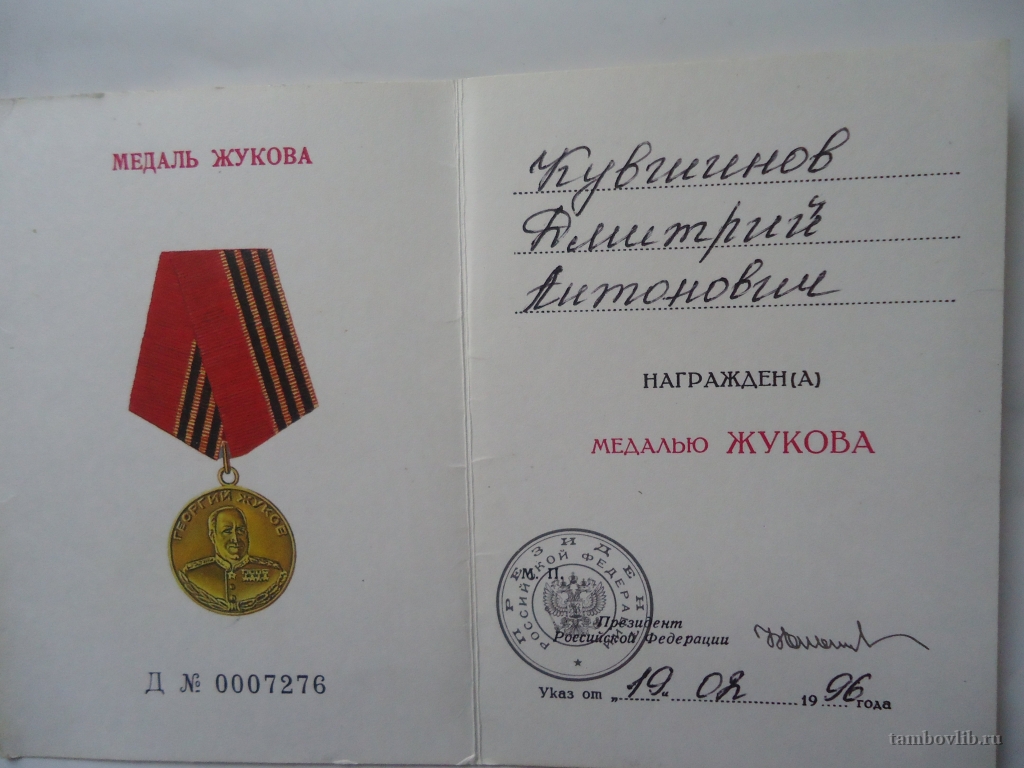 МЕДАЛЬ ЖУКОВА
ГЕОРГИЙ ЖУКОВ
Д № 0007276
Кувшинов
Дмитрий
Антонович
НАГРАЖДЕН(А)
МЕДАЛЬЮ ЖУКОВА
ПРЕЗИДЕНТ
РОССИЙСКОЙ ФЕДЕРАЦИИ
М. П.
Президент
Российской Федерации
Указ от „19“ 02 1996 года
tambovlib.ru